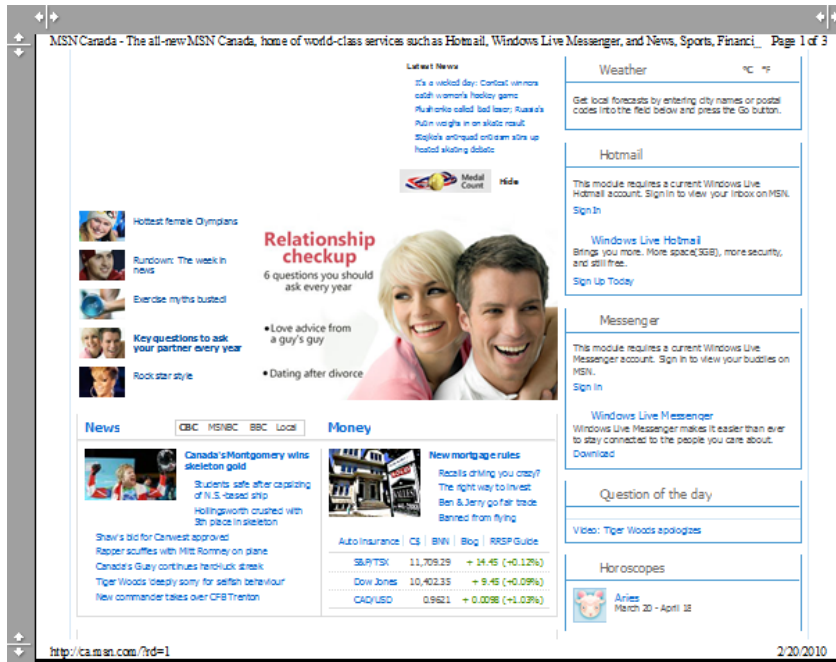 MSN Canada - The all-new MSN Canada, home of world-class services such as Hotmail, Windows Live Messenger, and News, Sports, Financi_ Page 1 of 3
Latest News
It's a wicked day: Contest winners
catch women's hockey game
Plushenko called bad loser; Russia's
Putin weighs in on skate result
Stojko's anti-quad criticism stirs up
heated skating debate
Medal
Count
Hide
Hottest female Olympians
Rundown: The week in
news
Exercise myths busted!
Key questions to ask
your partner every year
Rock star style
Relationship
checkup
6 questions you should
ask every year
•Love advice from
a guy's guy
•Dating after divorce
News
CBC MSNBC BBC Local
Canada's Montgomery wins
skeleton gold
Students safe after capsizing
of N.S.-based ship
Hollingsworth crushed with
5th place in skeleton
Shaw's bid for Canwest approved
Rapper scuffles with Mitt Romney on plane
Canada's Guay continues hard-luck streak
Tiger Woods 'deeply sorry' for selfish behaviour
New commander takes over CFB Trenton
Money
SOLD
New mortgage rules
Recalls driving you crazy?
The right way to invest
Ben & Jerry go fair trade
Banned from flying
Auto Insurance | C$ | BNN | Blog | RRSP Guide
S&P/TSX 11,709.29 + 14.45 (+0.12%)
Dow Jones 10,402.35 + 9.45 (+0.09%)
CAD/USD 0.9621 + 0.0098 (+1.03%)
Weather °C °F
Get local forecasts by entering city names or postal
codes into the field below and press the Go button.
Hotmail
This module requires a current Windows Live
Hotmail account. Sign in to view your inbox on MSN.
Sign In
Windows Live Hotmail
Brings you more. More space(5GB), more security,
and still free.
Sign Up Today
Messenger
This module requires a current Windows Live
Messenger account. Sign in to view your buddies on
MSN.
Sign in
Windows Live Messenger
Windows Live Messenger makes it easier than ever
to stay connected to the people you care about.
Download
Question of the day
Video: Tiger Woods apologizes
Horoscopes
Aries
March 20 - April 18
http://ca.msn.com/?rd=1 2/20/2010